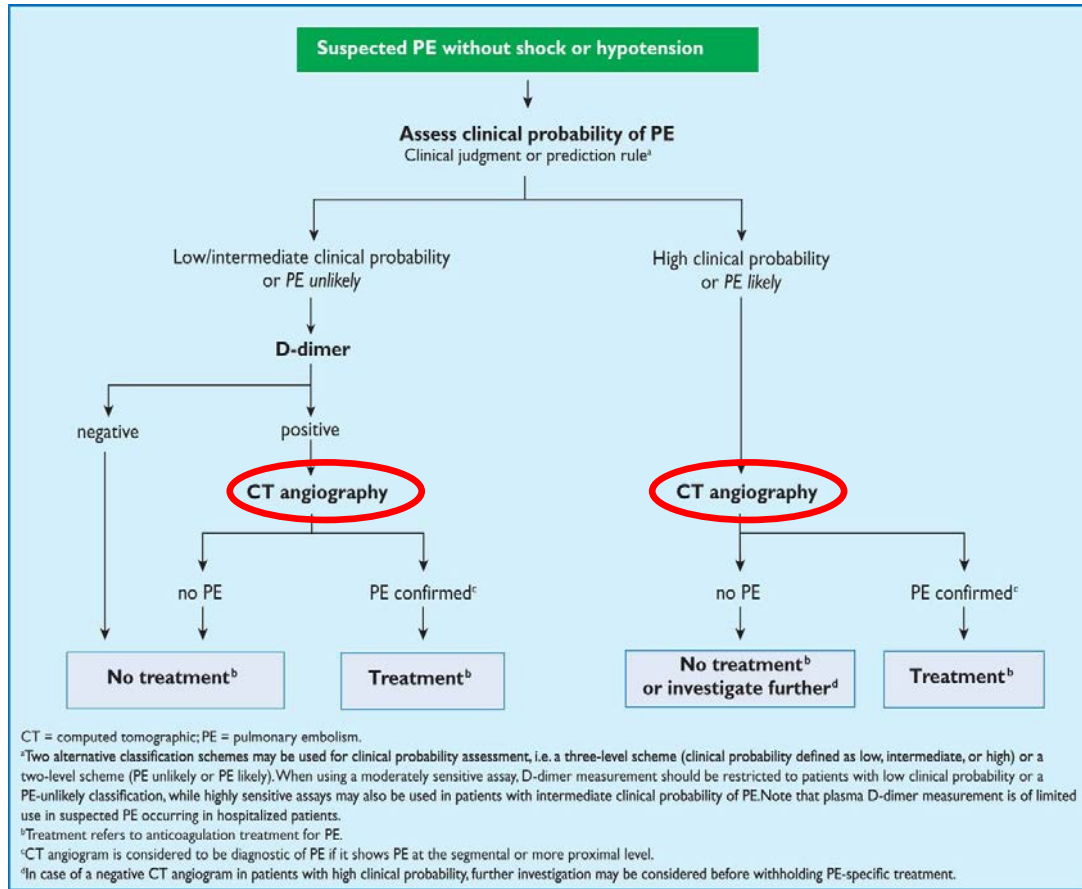 Suspected PE without shock or hypotension
Assess clinical probability of PE
Clinical judgment or prediction ruleᵃ
Low/intermediate clinical probability
or PE unlikely
High clinical probability
or PE likely
D-dimer
negative
positive
CT angiography
CT angiography
no PE
PE confirmedᶜ
no PE
PE confirmedᶜ
No treatmentᵇ
Treatmentᵇ
No treatmentᵇ
or investigate furtherᵈ
Treatmentᵇ
CT = computed tomographic; PE = pulmonary embolism.
ᵃTwo alternative classification schemes may be used for clinical probability assessment, i.e. a three-level scheme (clinical probability defined as low, intermediate, or high) or a
two-level scheme (PE unlikely or PE likely). When using a moderately sensitive assay, D-dimer measurement should be restricted to patients with low clinical probability or a
PE-unlikely classification, while highly sensitive assays may also be used in patients with intermediate clinical probability of PE. Note that plasma D-dimer measurement is of limited
use in suspected PE occurring in hospitalized patients.
ᵇTreatment refers to anticoagulation treatment for PE.
ᶜCT angiogram is considered to be diagnostic of PE if it shows PE at the segmental or more proximal level.
ᵈIn case of a negative CT angiogram in patients with high clinical probability, further investigation may be considered before withholding PE-specific treatment.